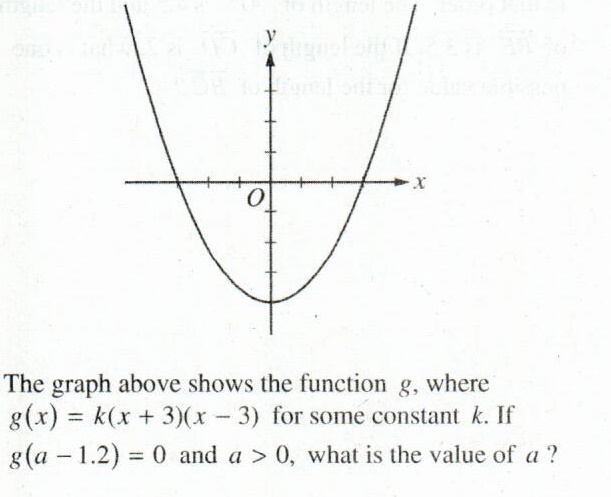 y
x
O
The graph above shows the function g, where
g(x) = k(x + 3)(x − 3) for some constant k. If
g(a − 1.2) = 0 and a > 0, what is the value of a ?